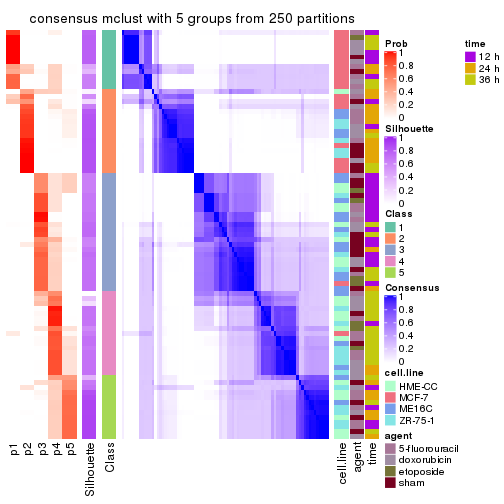 consensus mclust with 5 groups from 250 partitions
Prob
1
0.8
0.6
0.4
0.2
0
time
12 h
24 h
36 h
Silhouette
1
0.8
0.6
0.4
0.2
0
Class
1
2
3
4
5
Consensus
1
0.8
0.6
0.4
0.2
0
cell.line
HME-CC
MCF-7
ME16C
ZR-75-1
agent
5-fluorouracil
doxorubicin
etoposide
sham
p1
p2
p3
p4
p5
Silhouette
Class
cell.line
agent
time